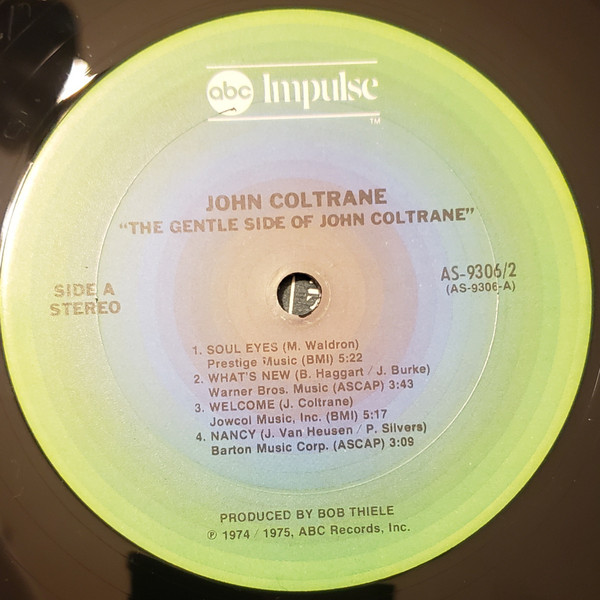 abc Impulse
TM
JOHN COLTRANE
"THE GENTLE SIDE OF JOHN COLTRANE"
SIDE A
STEREO
AS-9306/2
(AS-9306-A)
1. SOUL EYES (M. Waldron)
Prestige Music (BMI) 5:22
2. WHAT'S NEW (B. Haggart / J. Burke)
Warner Bros. Music (ASCAP) 3:43
3. WELCOME (J. Coltrane)
Jowcol Music, Inc. (BMI) 5:17
4. NANCY (J. Van Heusen / P. Silvers)
Barton Music Corp. (ASCAP) 3:09
PRODUCED BY BOB THIELE
℗ 1974 / 1975, ABC Records, Inc.